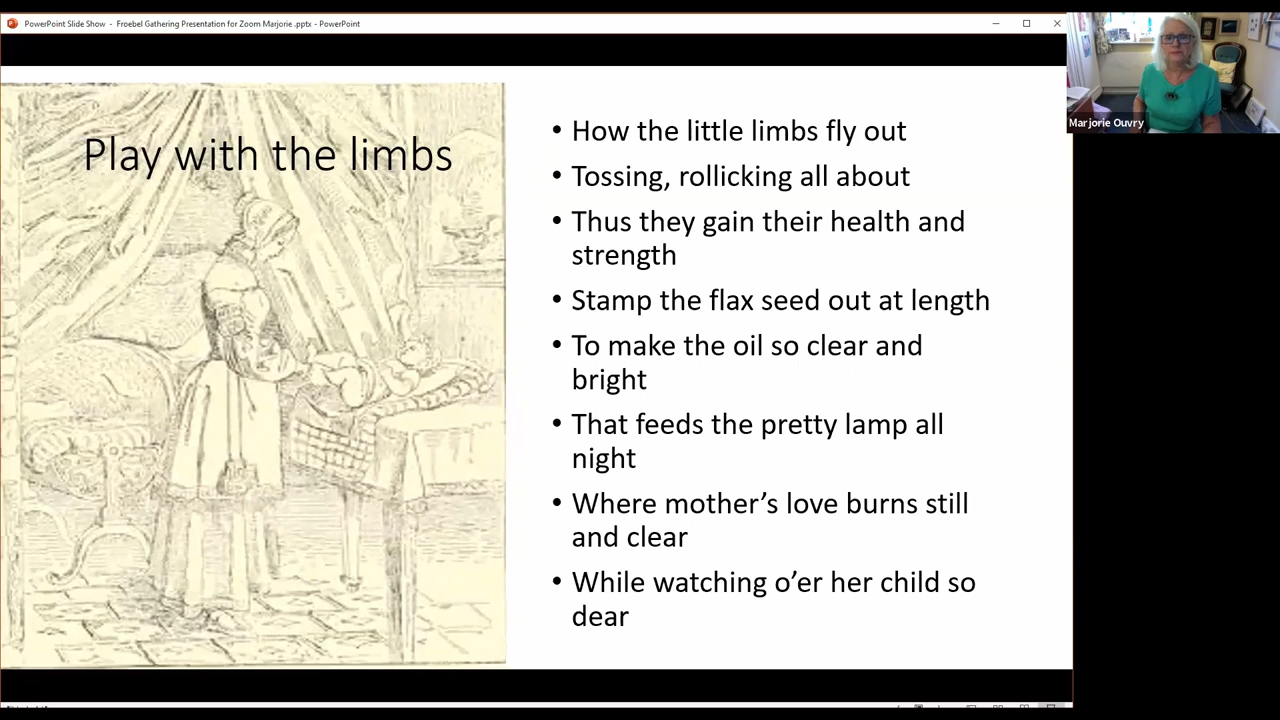 PowerPoint Slide Show - Froebel Gathering Presentation for Zoom Marjorie .pptx - PowerPoint
Marjorie Ouvry
Play with the limbs
• How the little limbs fly out
• Tossing, rollicking all about
• Thus they gain their health and
strength
• Stamp the flax seed out at length
• To make the oil so clear and
bright
• That feeds the pretty lamp all
night
• Where mother’s love burns still
and clear
• While watching o’er her child so
dear